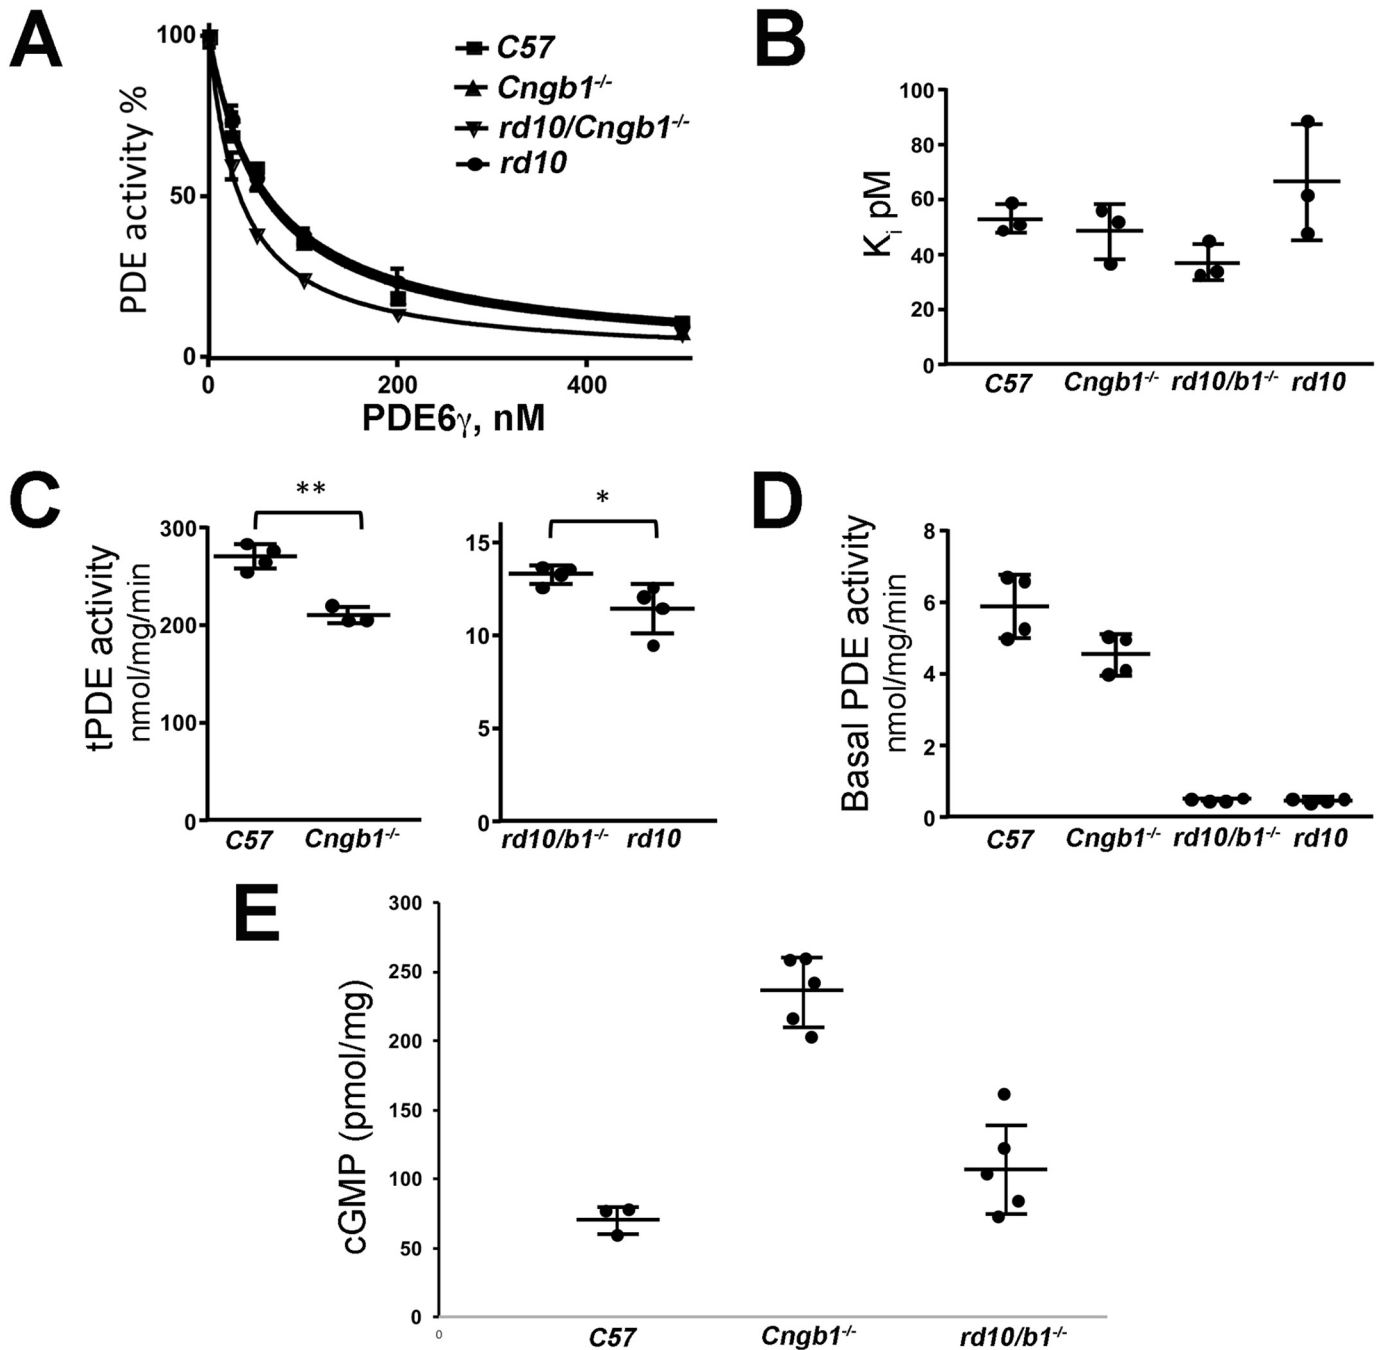 A
PDE activity %
100
50
0
0
200
400
PDE6γ, nM
C57
Cngb1-/-
rd10/Cngb1-/-
rd10
B
Ki pM
100
80
60
40
20
0
C57
Cngb1-/-
rd10/b1-/-
rd10
C
tPDE activity
nmol/mg/min
300
200
100
0
**
C57
Cngb1-/-
15
10
5
0
*
rd10/b1-/-
rd10
D
Basal PDE activity
nmol/mg/min
8
6
4
2
0
C57
Cngb1-/-
rd10/b1-/-
rd10
E
cGMP (pmol/mg)
300
250
200
150
100
50
0
0
C57
Cngb1-/-
rd10/b1-/-